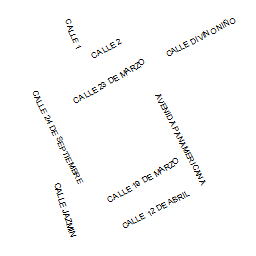 CALLE 1
CALLE 2
CALLE DIVINO NIÑO
CALLE 23 DE MARZO
CALLE 24 DE SEPTIEMBRE
AVENIDA PANAMERICANA
CALLE 19 DE MARZO
CALLE JAZMIN
CALLE 12 DE ABRIL